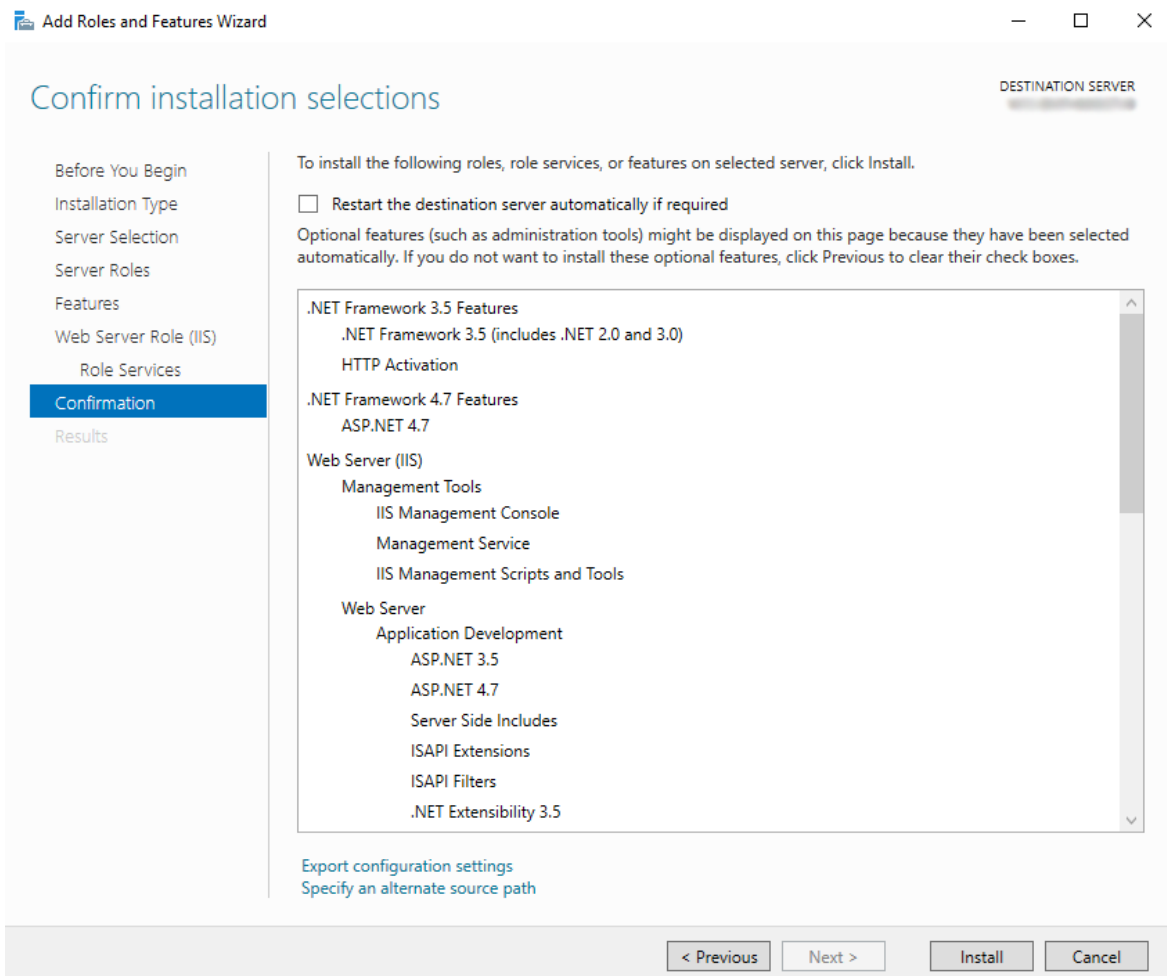 Add Roles and Features Wizard
Confirm installation selections
DESTINATION SERVER
Before You Begin
Installation Type
Server Selection
Server Roles
Features
Web Server Role (IIS)
Role Services
Confirmation
Results
To install the following roles, role services, or features on selected server, click Install.
Restart the destination server automatically if required
Optional features (such as administration tools) might be displayed on this page because they have been selected
automatically. If you do not want to install these optional features, click Previous to clear their check boxes.
.NET Framework 3.5 Features
.NET Framework 3.5 (includes .NET 2.0 and 3.0)
HTTP Activation
.NET Framework 4.7 Features
ASP.NET 4.7
Web Server (IIS)
Management Tools
IIS Management Console
Management Service
IIS Management Scripts and Tools
Web Server
Application Development
ASP.NET 3.5
ASP.NET 4.7
Server Side Includes
ISAPI Extensions
ISAPI Filters
.NET Extensibility 3.5
Export configuration settings
Specify an alternate source path
< Previous
Next >
Install
Cancel